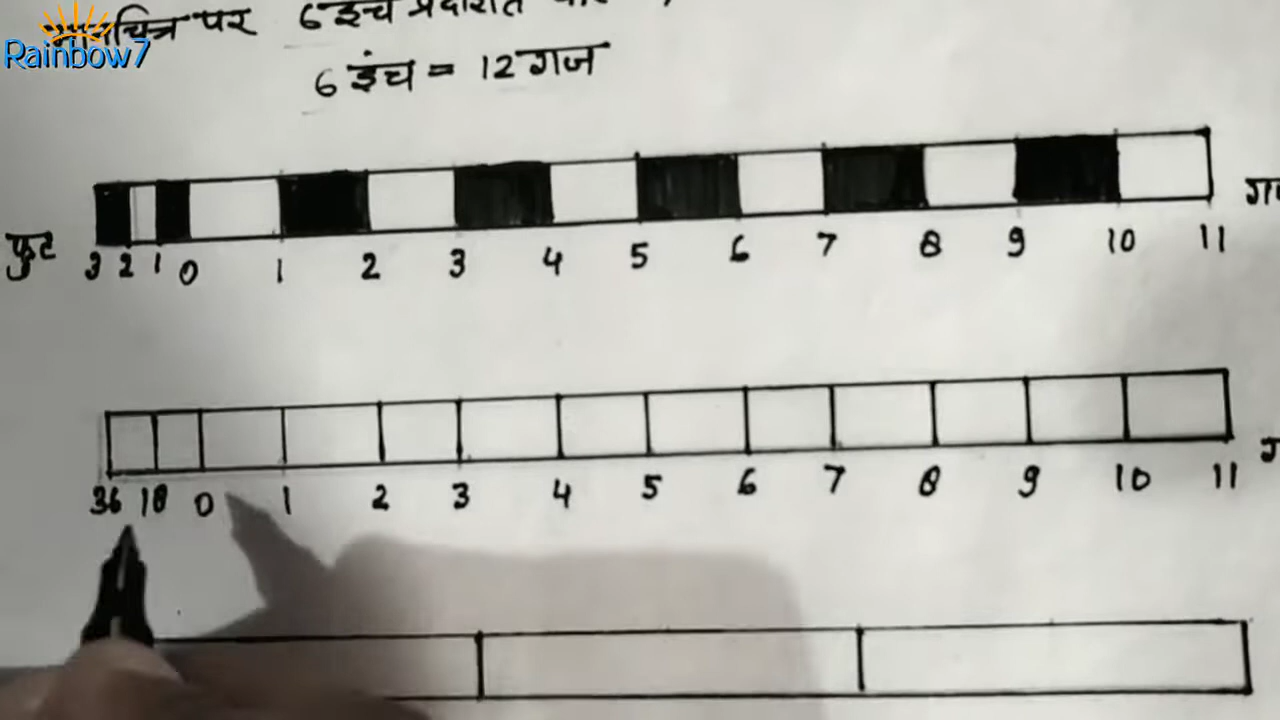 मानचित्र पर 6 इंच प्रदर्शित
Rainbow7
6 इंच = 12 गज
फुट 3 2 1 0 1 2 3 4 5 6 7 8 9 10 11
36 18 0 1 2 3 4 5 6 7 8 9 10 11